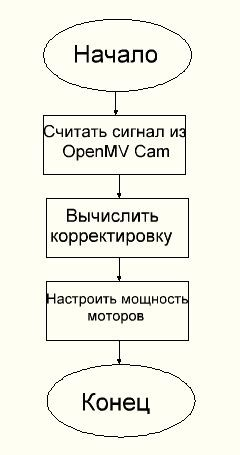 Начало
Считать сигнал из
OpenMV Cam
Вычислить
корректировку
Настроить мощность
моторов
Конец